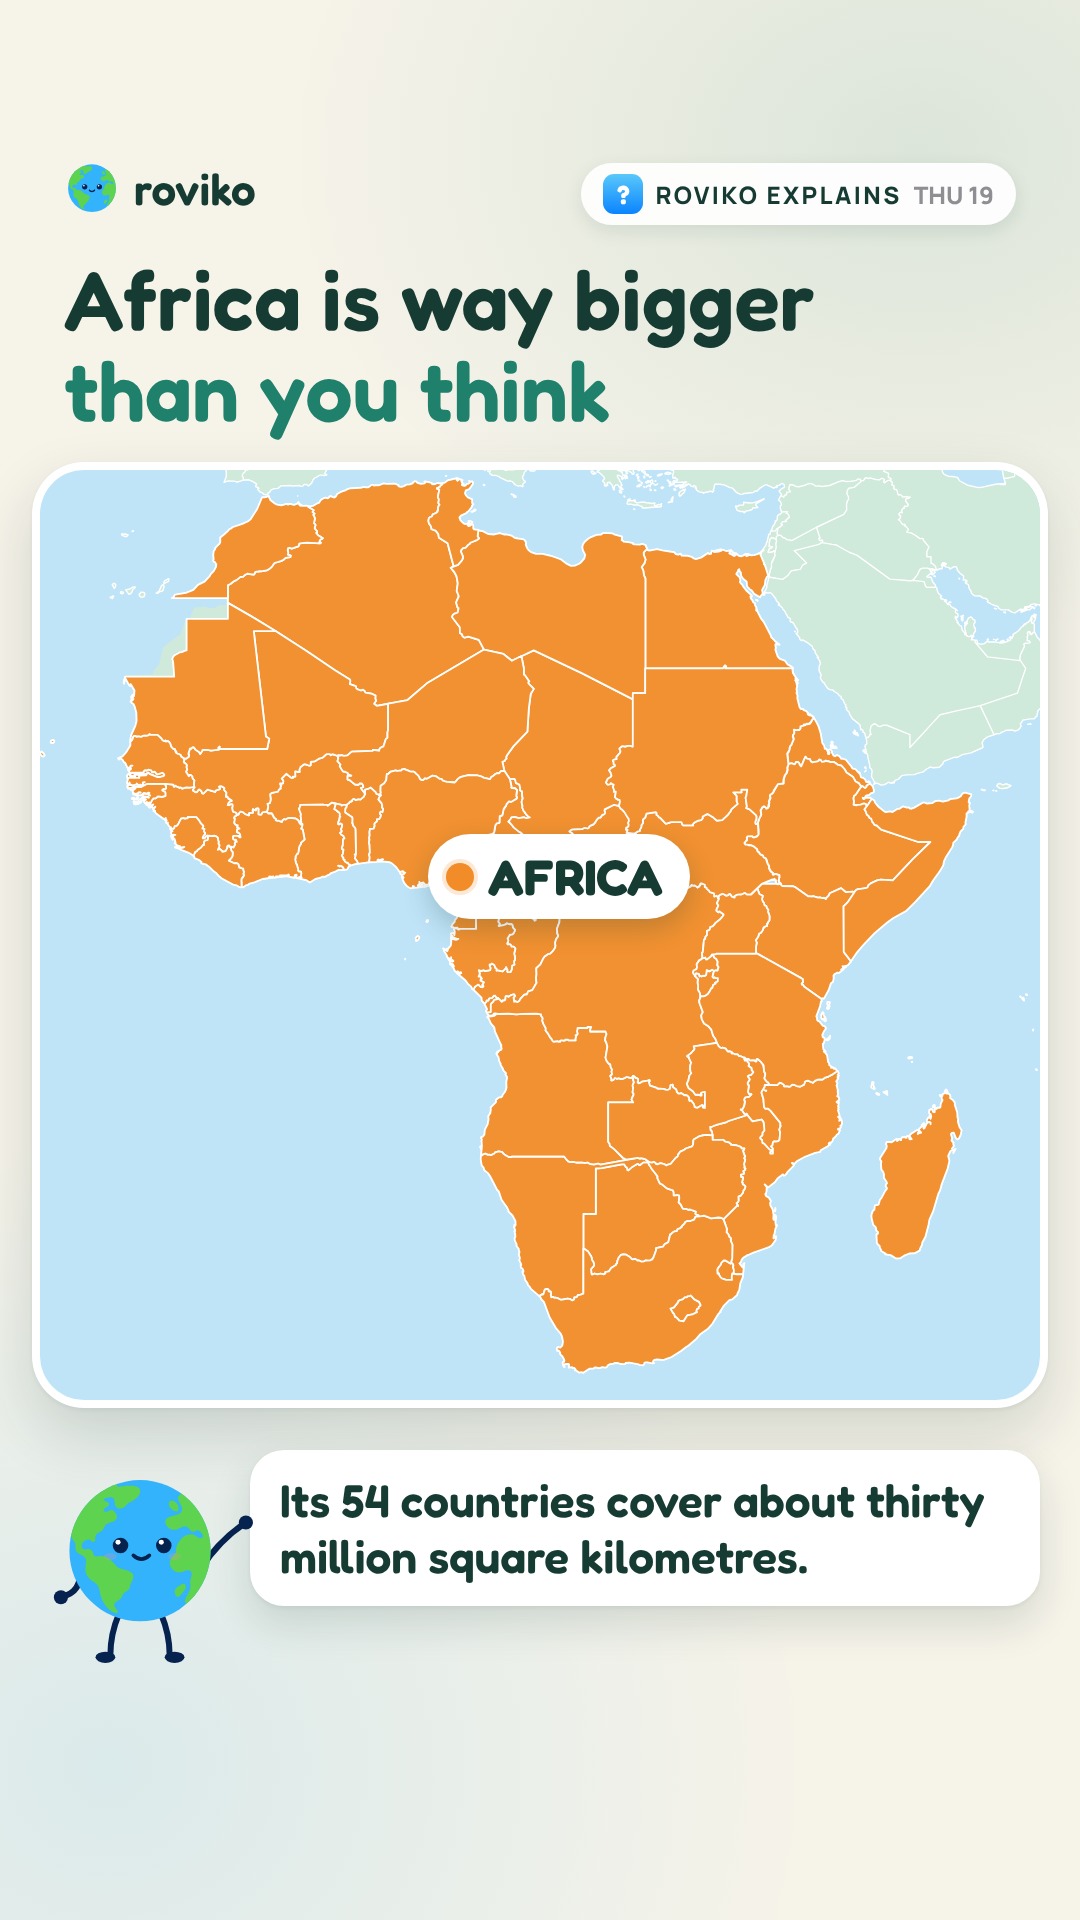 roviko
? ROVIKO EXPLAINS THU 19
Africa is way bigger
than you think
AFRICA
Its 54 countries cover about thirty
million square kilometres.